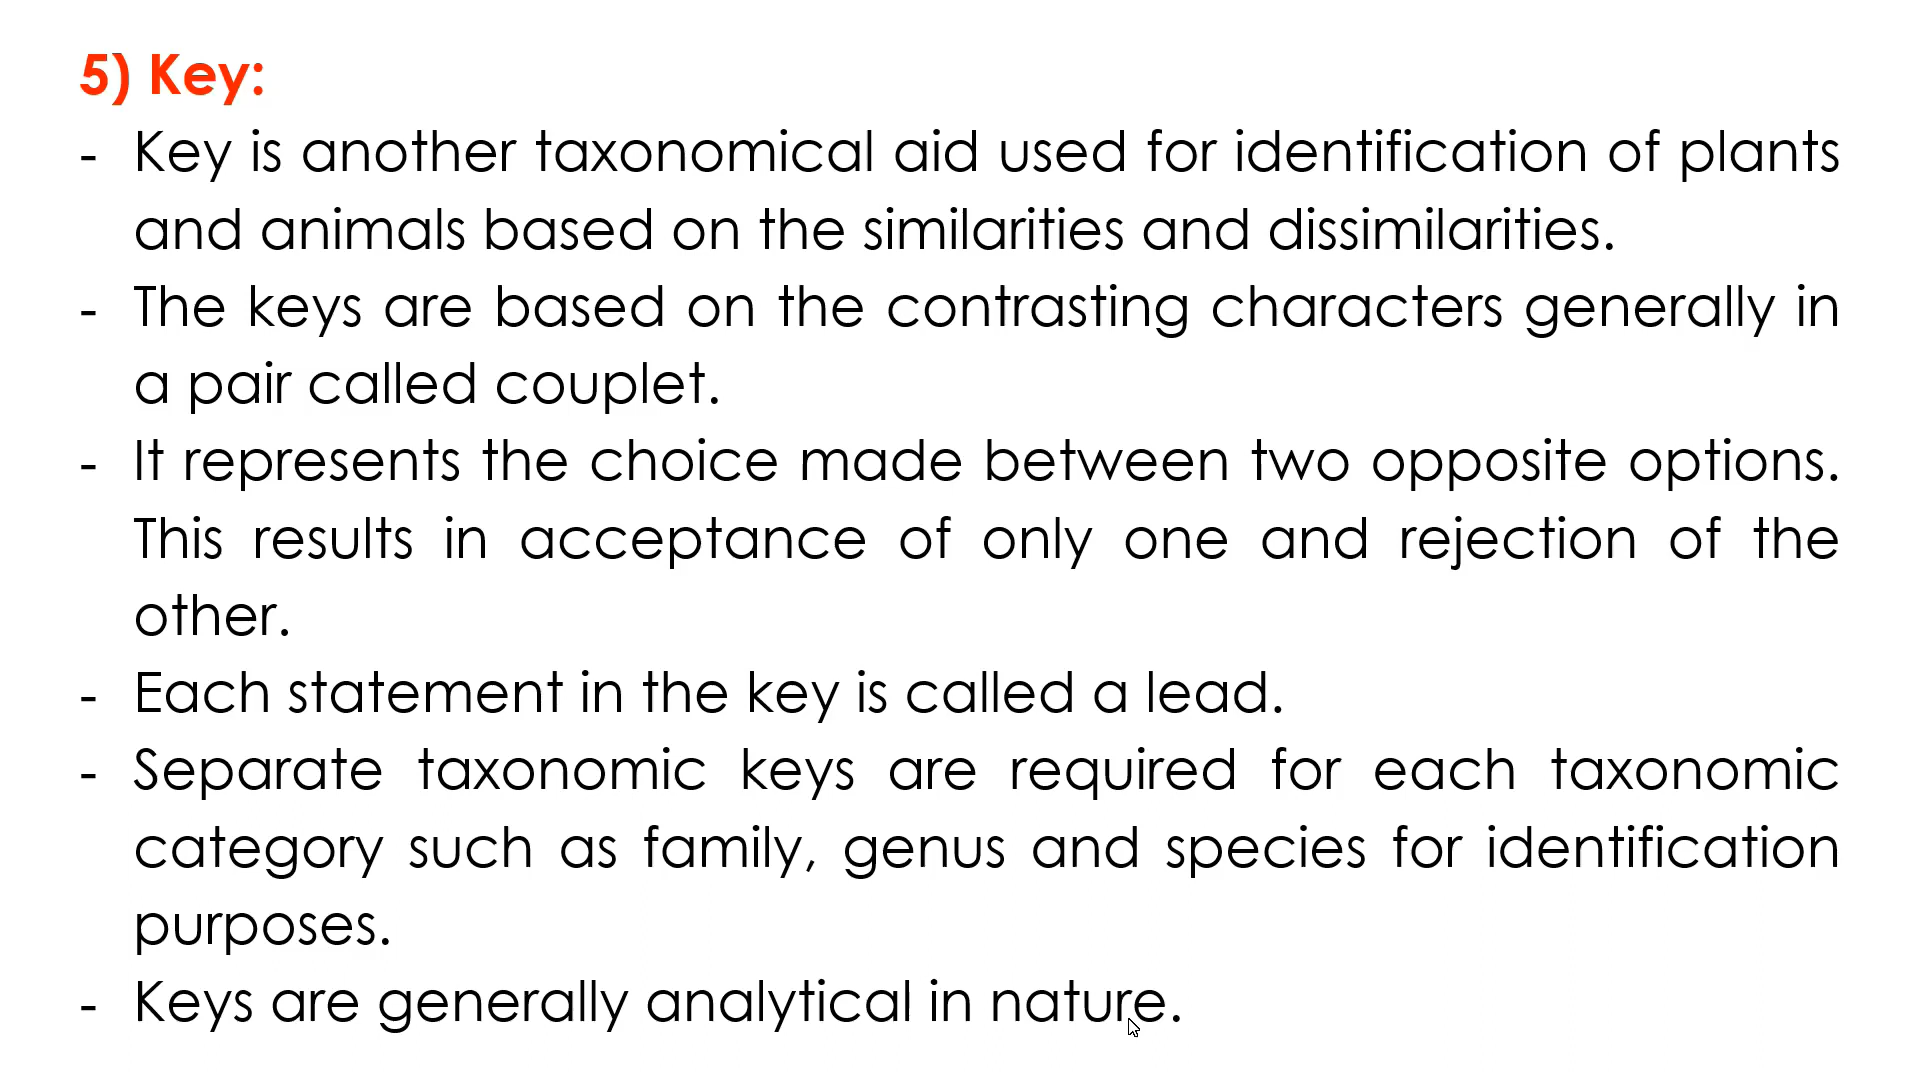 5) Key:
- Key is another taxonomical aid used for identification of plants
and animals based on the similarities and dissimilarities.
- The keys are based on the contrasting characters generally in
a pair called couplet.
- It represents the choice made between two opposite options.
This results in acceptance of only one and rejection of the
other.
- Each statement in the key is called a lead.
- Separate taxonomic keys are required for each taxonomic
category such as family, genus and species for identification
purposes.
- Keys are generally analytical in nature.